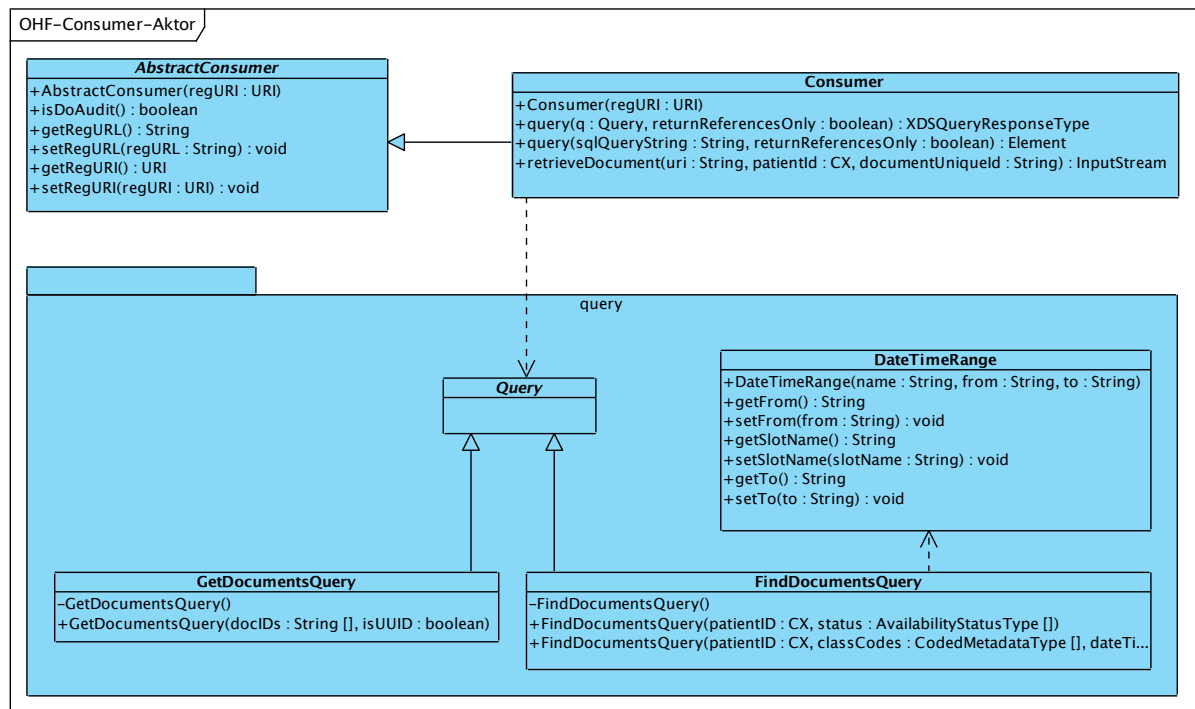 OHF-Consumer-Aktor
AbstractConsumer
+AbstractConsumer(regURI : URI)
+isDoAudit() : boolean
+getRegURL() : String
+setRegURL(regURL : String) : void
+getRegURI() : URI
+setRegURI(regURI : URI) : void
Consumer
+Consumer(regURI : URI)
+query(q : Query, returnReferencesOnly : boolean) : XDSQueryResponseType
+query(sqlQueryString : String, returnReferencesOnly : boolean) : Element
+retrieveDocument(uri : String, patientId : CX, documentUniqueId : String) : InputStream
query
Query
DateTimeRange
+DateTimeRange(name : String, from : String, to : String)
+getFrom() : String
+setFrom(from : String) : void
+getSlotName() : String
+setSlotName(slotName : String) : void
+getTo() : String
+setTo(to : String) : void
GetDocumentsQuery
-GetDocumentsQuery()
+GetDocumentsQuery(docIDs : String [], isUUID : boolean)
FindDocumentsQuery
-FindDocumentsQuery()
+FindDocumentsQuery(patientID : CX, status : AvailabilityStatusType [])
+FindDocumentsQuery(patientID : CX, classCodes : CodedMetadataType [], dateTi...